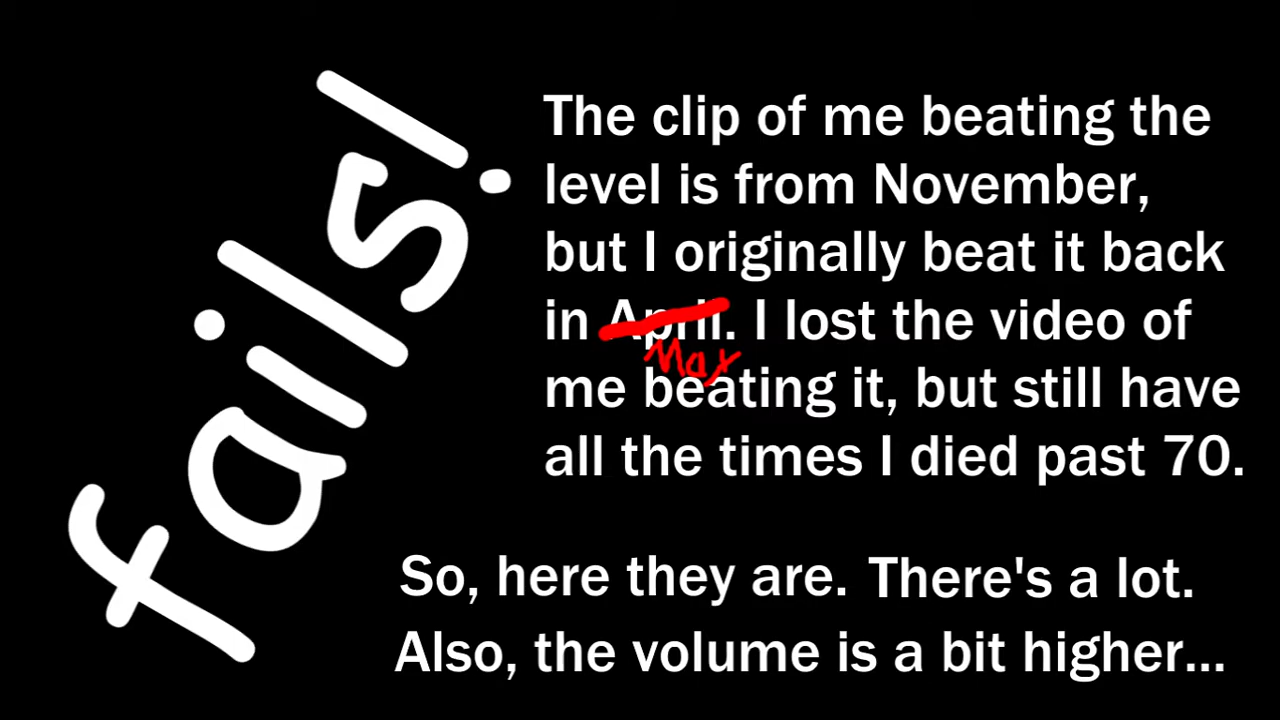 fails!
The clip of me beating the
level is from November,
but I originally beat it back
in April. I lost the video of
May
me beating it, but still have
all the times I died past 70.
So, here they are. There's a lot.
Also, the volume is a bit higher...